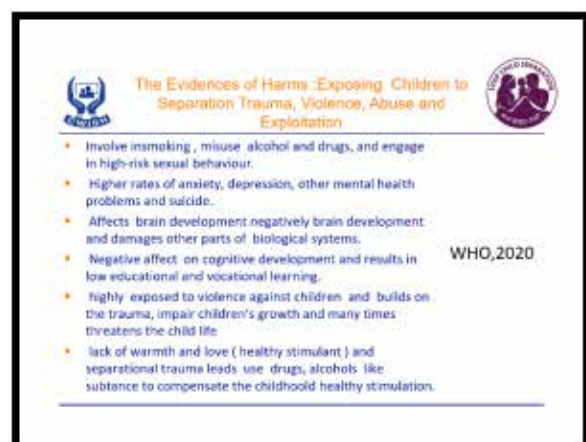 The Evidences of Harms :Exposing Children to
Separation Trauma, Violence, Abuse and
Exploitation
CWISH
STOP CHILD SEPARATION
• Involve insmoking , misuse alcohol and drugs, and engage
in high-risk sexual behaviour.
• Higher rates of anxiety, depression, other mental health
problems and suicide.
• Affects brain development negatively brain development
and damages other parts of biological systems.
• Negative affect on cognitive development and results in
low educational and vocational learning.
• highly exposed to violence against children and builds on
the trauma, impair children's growth and many times
threatens the child life
• lack of warmth and love ( healthy stimulant ) and
separational trauma leads use drugs, alcohols like
subtance to compensate the childhoold healthy stimulation.
WHO,2020